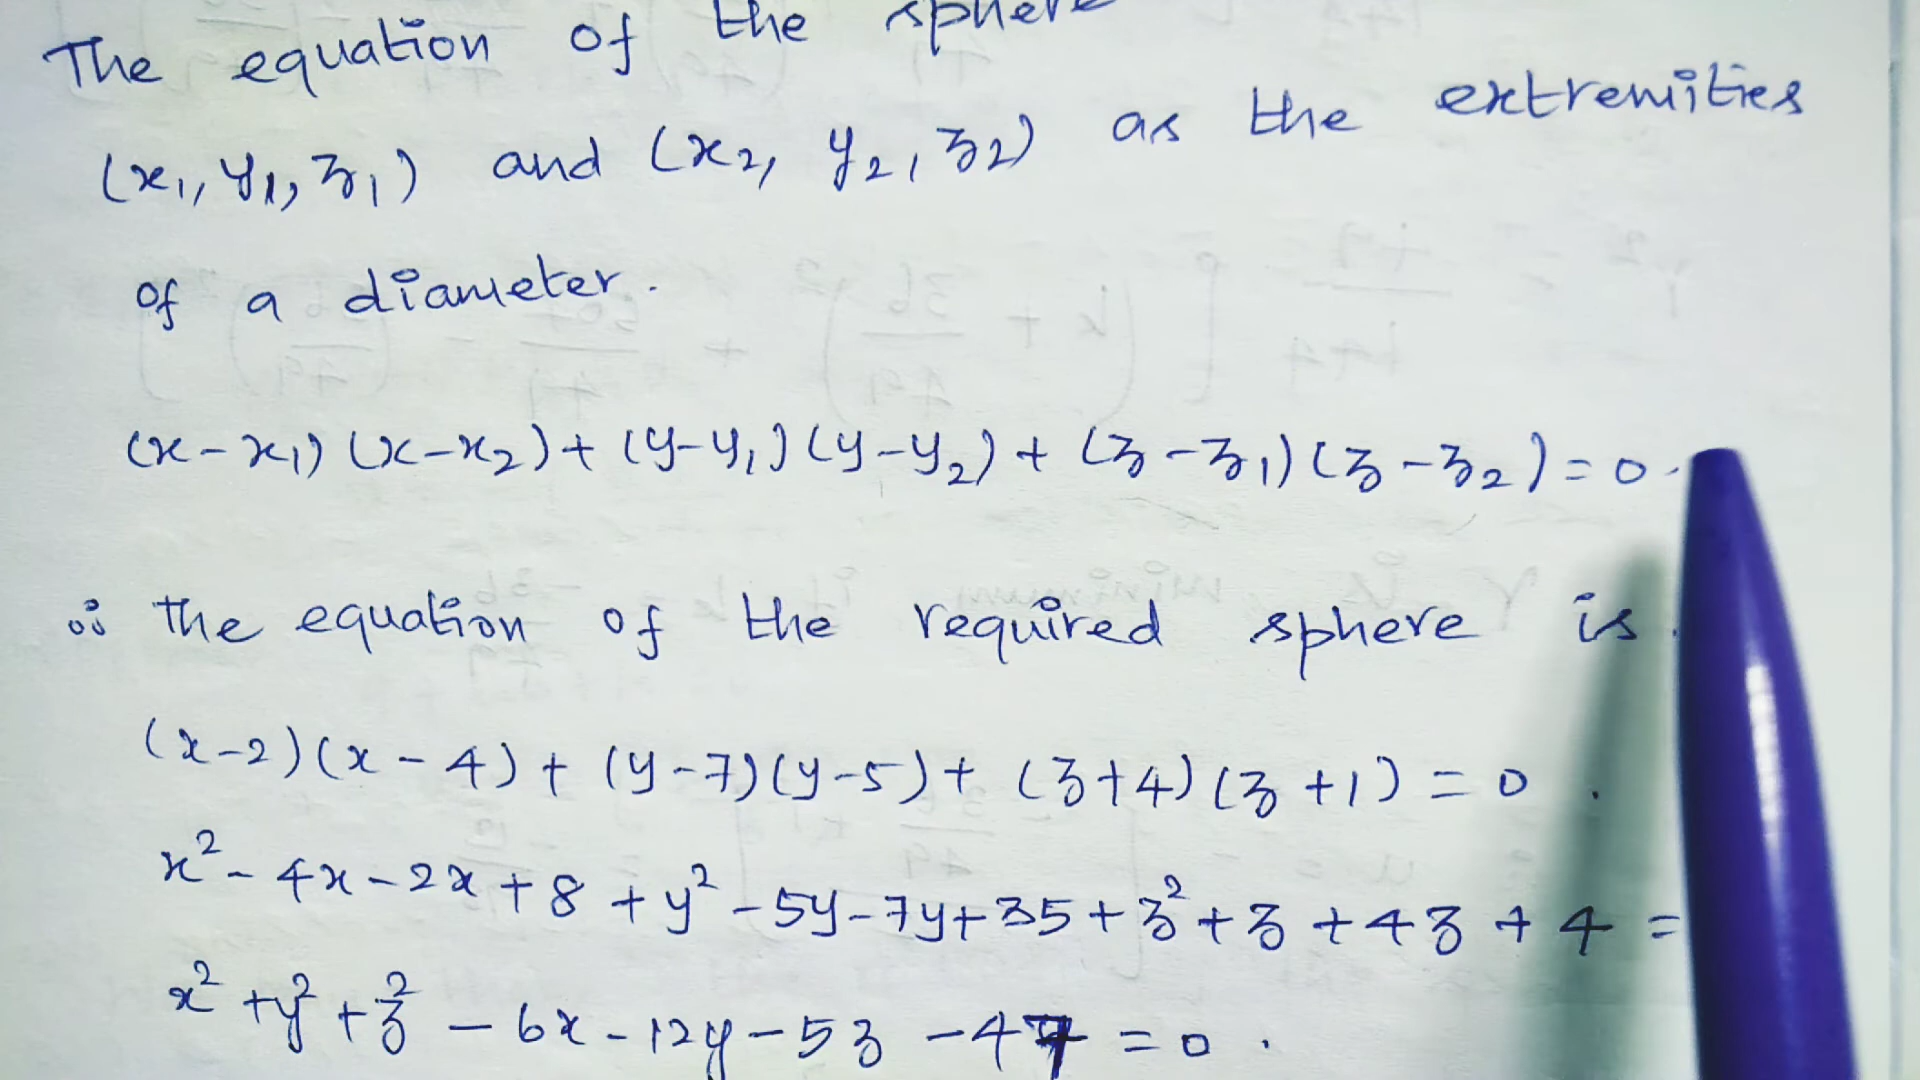 The equation of the sphere
(x₁, y₁, z₁) and (x₂, y₂, z₂) as the extremities
of a diameter.
(x-x₁)(x-x₂)+(y-y₁)(y-y₂)+(z-z₁)(z-z₂)=0.
∴ the equation of the required sphere is.
(x-2)(x-4)+(y-7)(y-5)+(z+4)(z+1)=0.
x²-4x-2x+8+y²-5y-7y+35+z²+z+4z+4=
x²+y²+z²-6x-12y-5z-47=0.